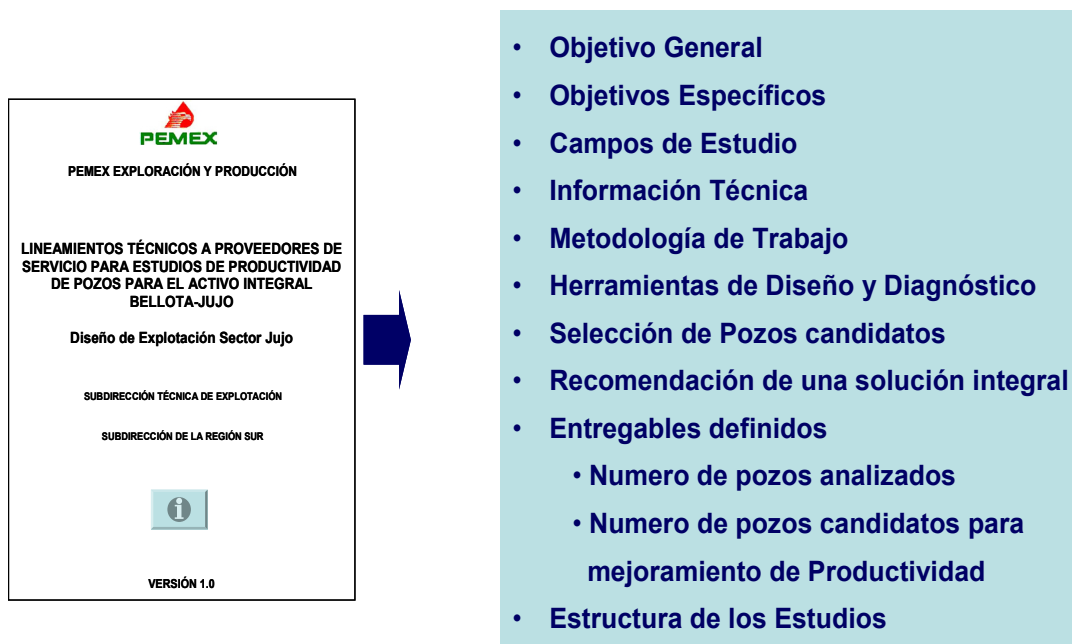 PEMEX
PEMEX EXPLORACIÓN Y PRODUCCIÓN
LINEAMIENTOS TÉCNICOS A PROVEEDORES DE
SERVICIO PARA ESTUDIOS DE PRODUCTIVIDAD
DE POZOS PARA EL ACTIVO INTEGRAL
BELLOTA-JUJO
Diseño de Explotación Sector Jujo
SUBDIRECCIÓN TÉCNICA DE EXPLOTACIÓN
SUBDIRECCIÓN DE LA REGIÓN SUR
VERSIÓN 1.0
• Objetivo General
• Objetivos Específicos
• Campos de Estudio
• Información Técnica
• Metodología de Trabajo
• Herramientas de Diseño y Diagnóstico
• Selección de Pozos candidatos
• Recomendación de una solución integral
• Entregables definidos
• Numero de pozos analizados
• Numero de pozos candidatos para
mejoramiento de Productividad
• Estructura de los Estudios